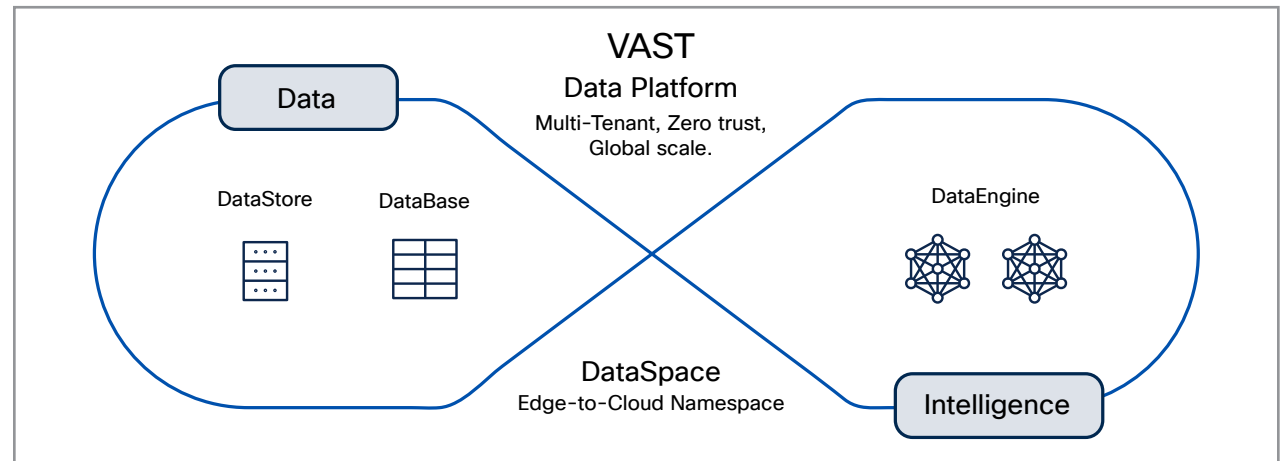 VAST
Data Platform
Multi-Tenant, Zero trust,
Global scale.
Data
DataStore
DataBase
DataEngine
DataSpace
Edge-to-Cloud Namespace
Intelligence